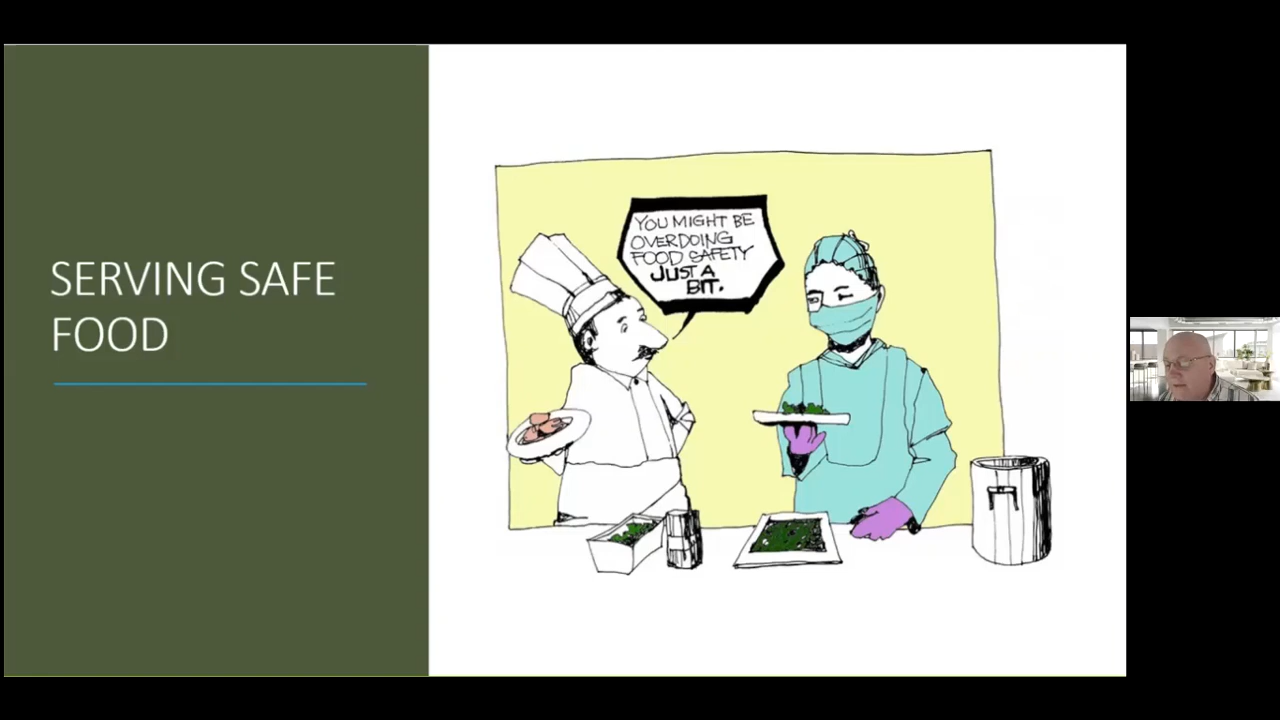 SERVING SAFE
FOOD
YOU MIGHT BE
OVERDOING
FOOD SAFETY
JUST A
BIT.